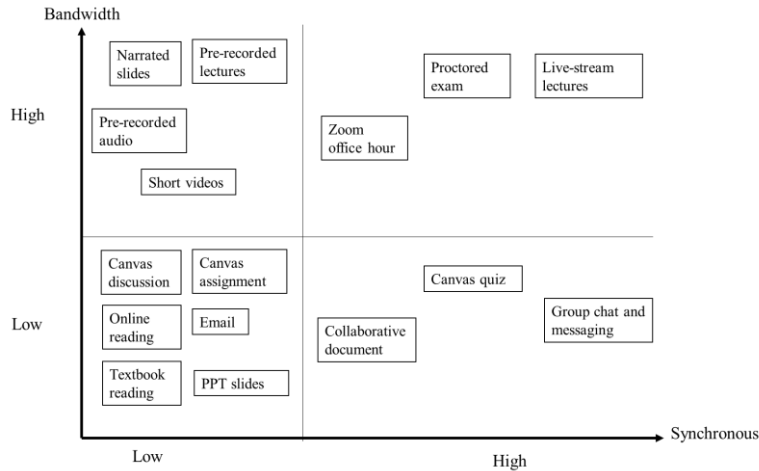 Bandwidth
Narrated
slides
Pre-recorded
lectures
Proctored
exam
Live-stream
lectures
High
Pre-recorded
audio
Zoom
office hour
Short videos
Canvas
discussion
Canvas
assignment
Canvas quiz
Low
Online
reading
Email
Group chat and
messaging
Collaborative
document
Textbook
reading
PPT slides
Synchronous
Low
High